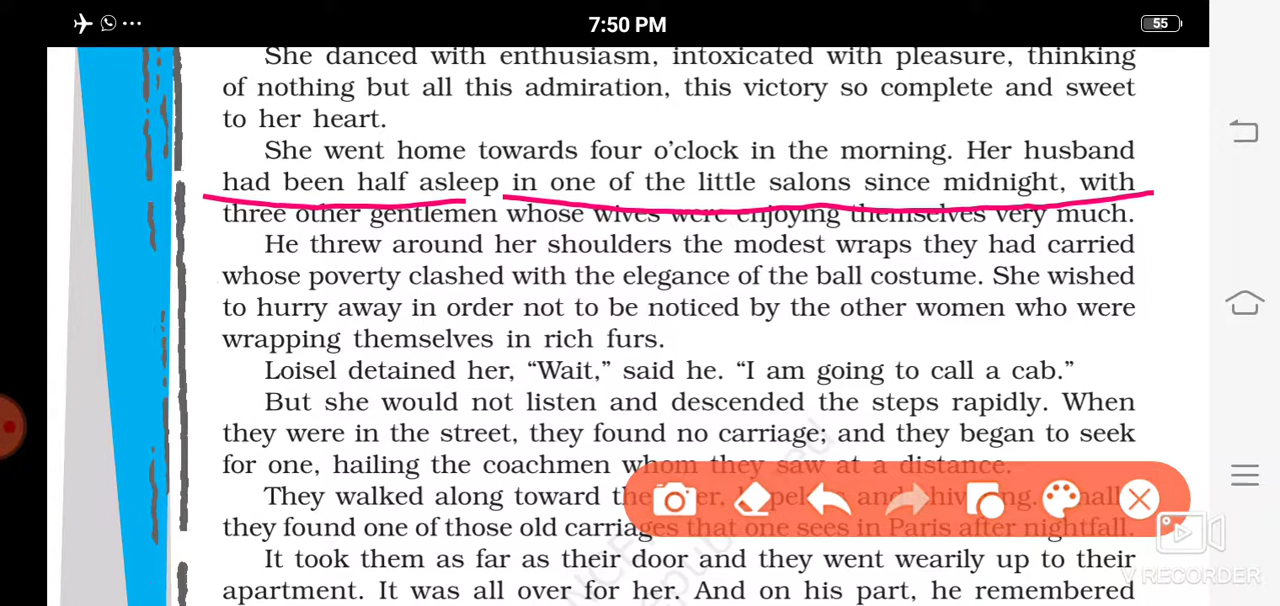 7:50 PM
55
She danced with enthusiasm, intoxicated with pleasure, thinking
of nothing but all this admiration, this victory so complete and sweet
to her heart.
She went home towards four o'clock in the morning. Her husband
had been half asleep in one of the little salons since midnight, with
three other gentlemen whose wives were enjoying themselves very much.
He threw around her shoulders the modest wraps they had carried
whose poverty clashed with the elegance of the ball costume. She wished
to hurry away in order not to be noticed by the other women who were
wrapping themselves in rich furs.
Loisel detained her, “Wait,” said he. “I am going to call a cab.”
But she would not listen and descended the steps rapidly. When
they were in the street, they found no carriage; and they began to seek
for one, hailing the coachmen whom they saw at a distance.
They walked along toward the and
they found one of those old carriages that one sees in Paris after nightfall.
It took them as far as their door and they went wearily up to their
apartment. It was all over for her. And on his part, he remembered
V RECORDER